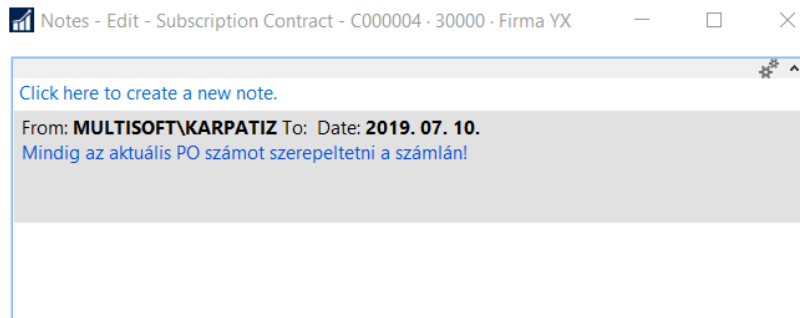 Notes - Edit - Subscription Contract - C000004 · 30000 · Firma YX
Click here to create a new note.
From: MULTISOFT\KARPATIZ To:  Date: 2019. 07. 10.
Mindig az aktuális PO számot szerepeltetni a számlán!